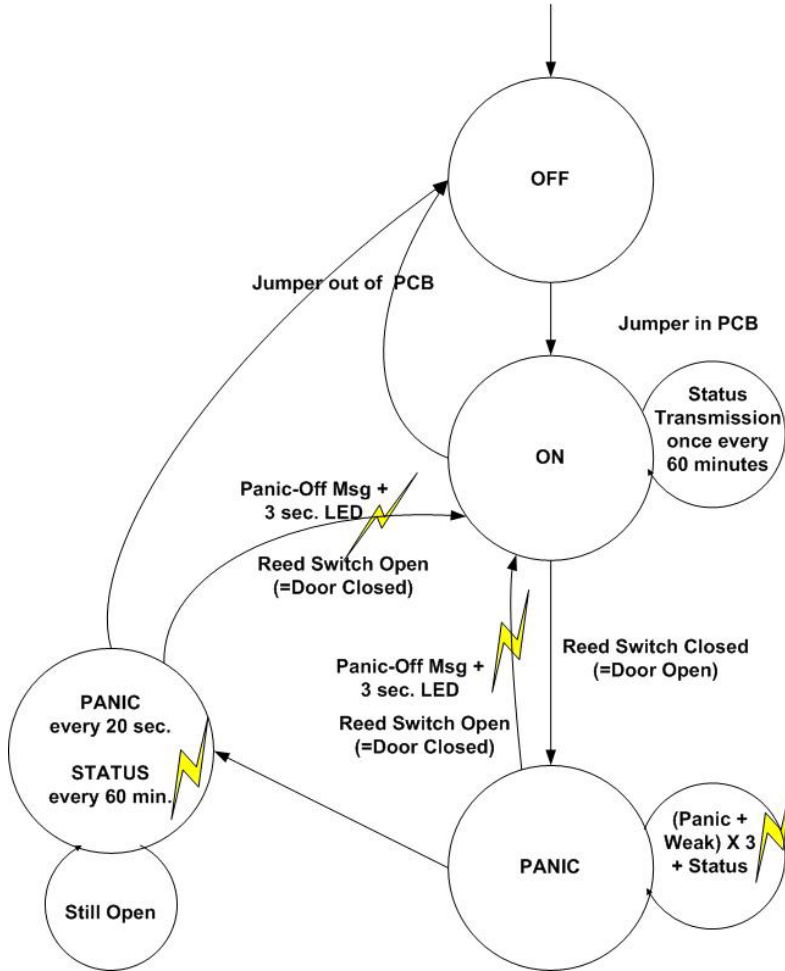 OFF
Jumper out of PCB
Jumper in PCB
Status
Transmission
once every
60 minutes
ON
Panic-Off Msg +
3 sec. LED
Reed Switch Open
(=Door Closed)
Reed Switch Closed
(=Door Open)
Panic-Off Msg +
3 sec. LED
Reed Switch Open
(=Door Closed)
PANIC
every 20 sec.
STATUS
every 60 min.
(Panic +
Weak) X 3
+ Status
PANIC
Still Open